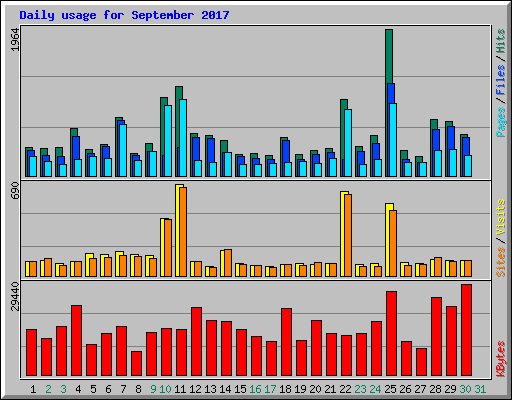 Daily usage for September 2017
1964
Pages / Files / Hits
690
Sites / Visits
29440
KBytes
1 2 3 4 5 6 7 8 9 10 11 12 13 14 15 16 17 18 19 20 21 22 23 24 25 26 27 28 29 30 31